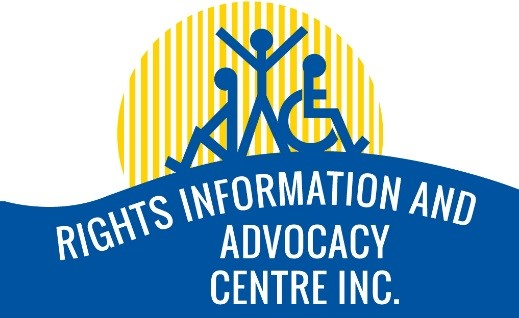 RIGHTS INFORMATION AND
ADVOCACY
CENTRE INC.